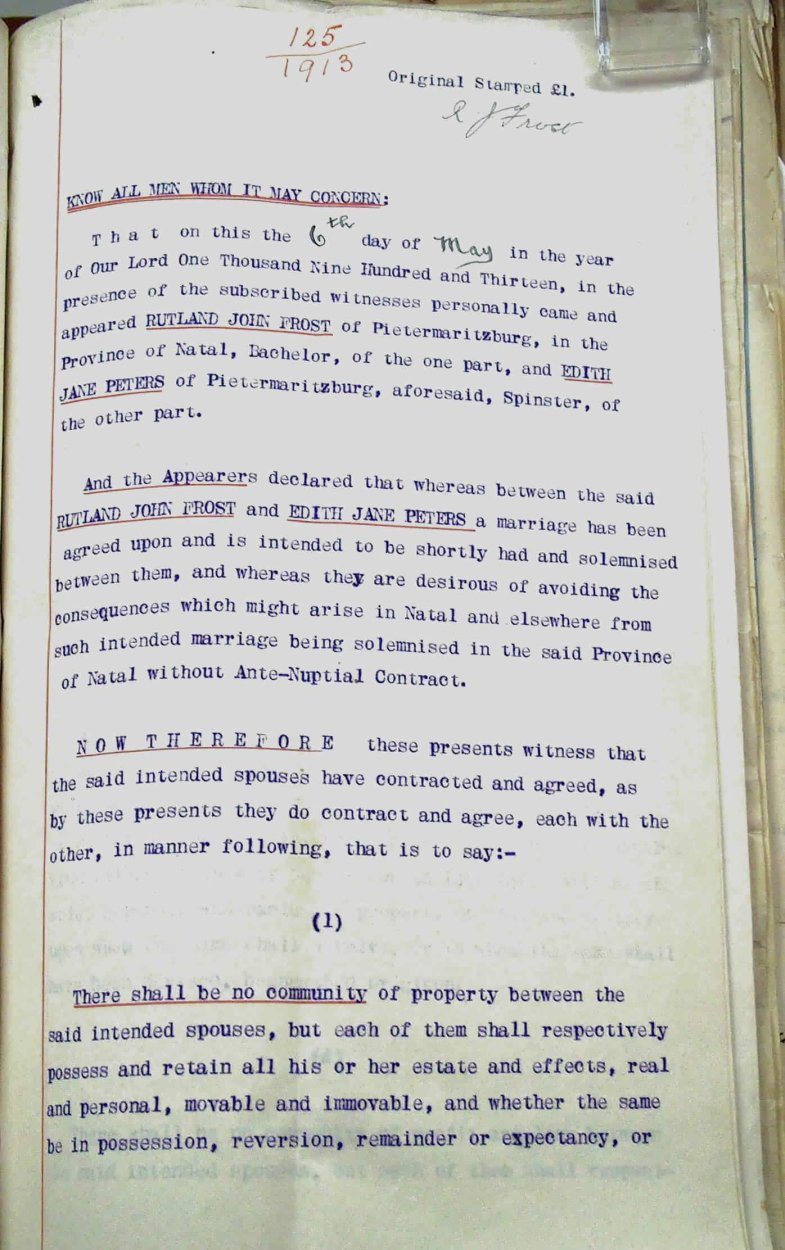 125
1913
Original Stamped £1.
R J Frost
KNOW ALL MEN WHOM IT MAY CONCERN:
T h a t on this the 6th day of May in the year
of Our Lord One Thousand Nine Hundred and Thirteen, in the
presence of the subscribed witnesses personally came and
appeared RUTLAND JOHN FROST of Pietermaritzburg, in the
Province of Natal, Bachelor, of the one part, and EDITH
JANE PETERS of Pietermaritzburg, aforesaid, Spinster, of
the other part.
And the Appearers declared that whereas between the said
RUTLAND JOHN FROST and EDITH JANE PETERS a marriage has been
agreed upon and is intended to be shortly had and solemnised
between them, and whereas they are desirous of avoiding the
consequences which might arise in Natal and elsewhere from
such intended marriage being solemnised in the said Province
of Natal without Ante-Nuptial Contract.
N O W T H E R E F O R E these presents witness that
the said intended spouses have contracted and agreed, as
by these presents they do contract and agree, each with the
other, in manner following, that is to say:-
(1)
There shall be no community of property between the
said intended spouses, but each of them shall respectively
possess and retain all his or her estate and effects, real
and personal, movable and immovable, and whether the same
be in possession, reversion, remainder or expectancy, or